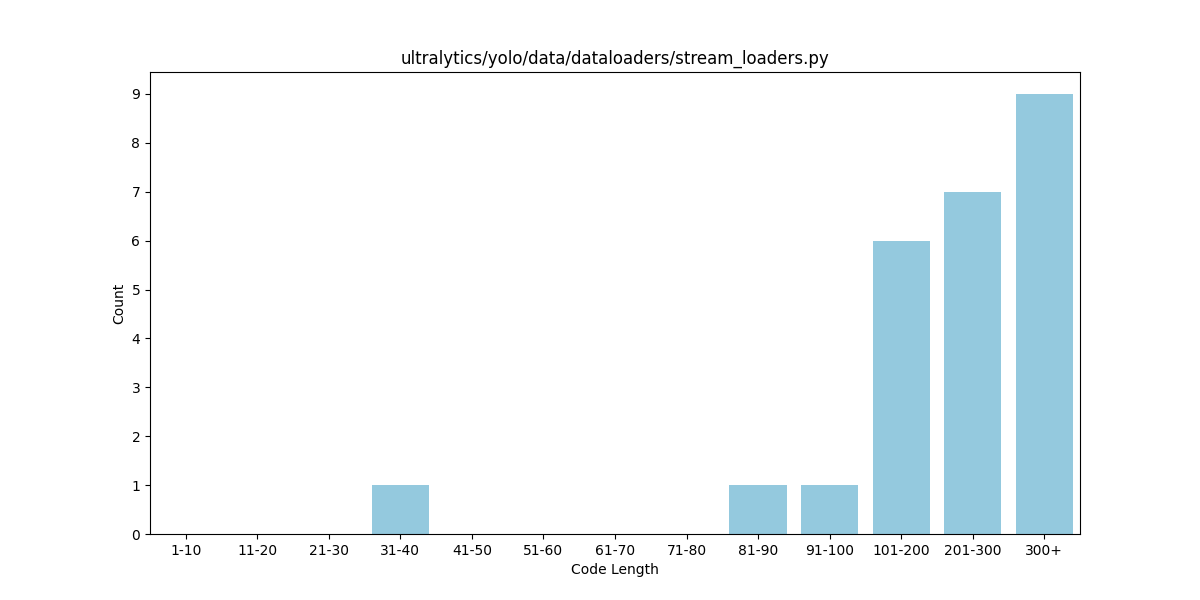 ultralytics/yolo/data/dataloaders/stream_loaders.py
9
8
7
6
5
4
3
2
1
0
Count
1-10 11-20 21-30 31-40 41-50 51-60 61-70 71-80 81-90 91-100 101-200 201-300 300+
Code Length